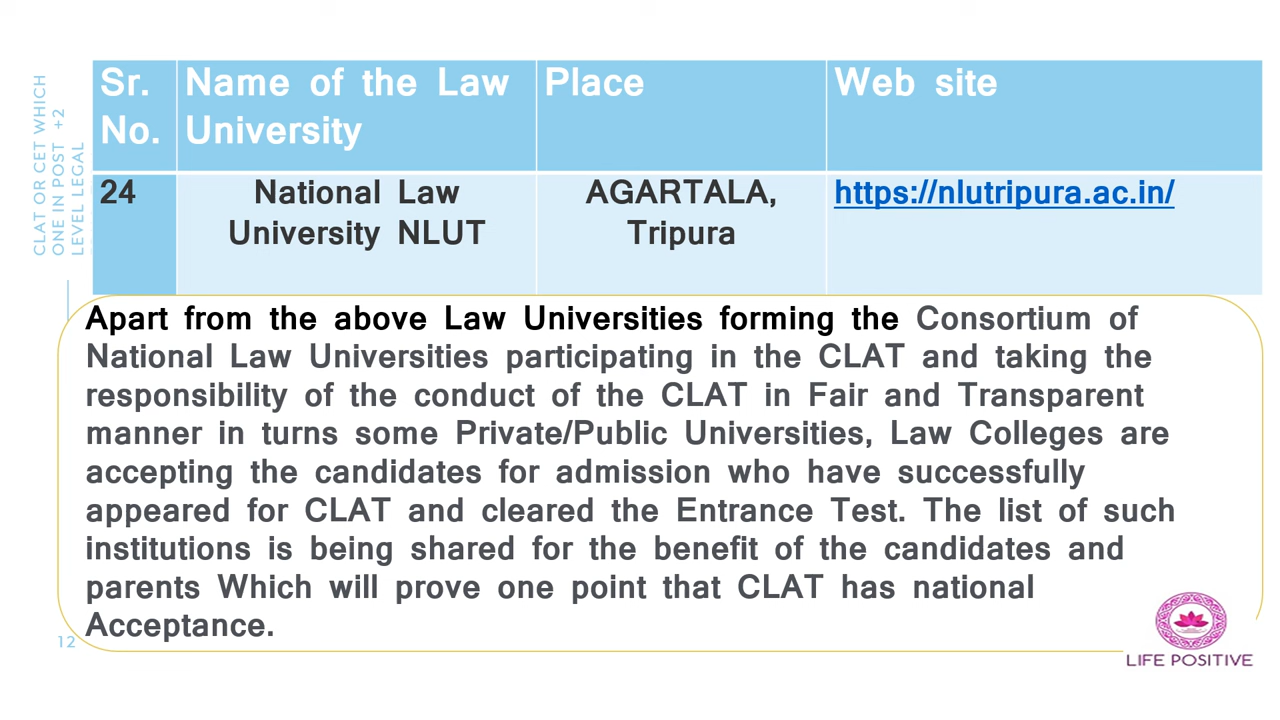 CLAT OR CET WHICH
ONE IN POST +2
LEVEL LEGAL
Sr. No.
Name of the Law University
Place
Web site
24
National Law
University NLUT
AGARTALA,
Tripura
https://nlutripura.ac.in/
Apart from the above Law Universities forming the Consortium of
National Law Universities participating in the CLAT and taking the
responsibility of the conduct of the CLAT in Fair and Transparent
manner in turns some Private/Public Universities, Law Colleges are
accepting the candidates for admission who have successfully
appeared for CLAT and cleared the Entrance Test. The list of such
institutions is being shared for the benefit of the candidates and
parents Which will prove one point that CLAT has national
Acceptance.
12
LIFE POSITIVE